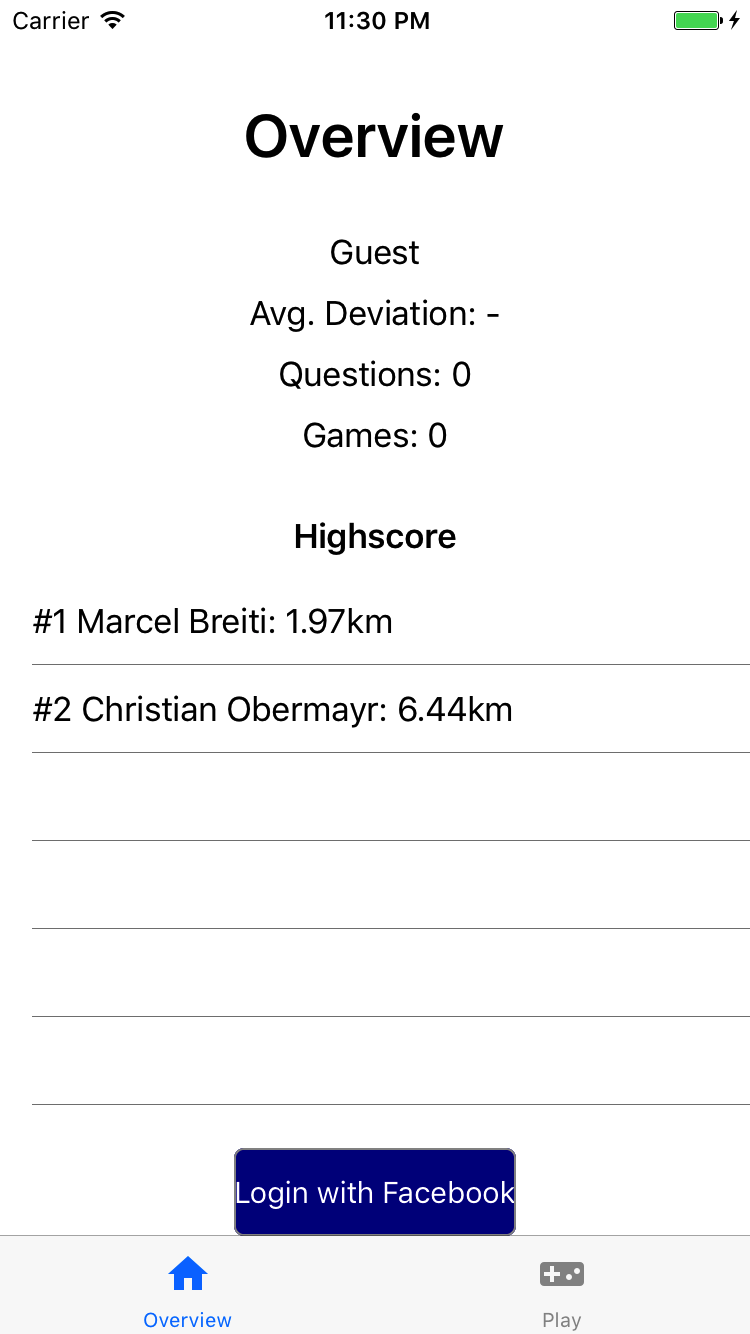 Carrier 11:30 PM
Overview
Guest
Avg. Deviation: -
Questions: 0
Games: 0
Highscore
#1 Marcel Breiti: 1.97km
#2 Christian Obermayr: 6.44km
Login with Facebook
Overview Play